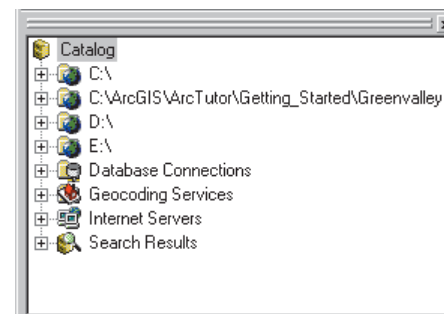 Catalog
C:\
C:\ArcGIS\ArcTutor\Getting_Started\Greenvalley
D:\
E:\
Database Connections
Geocoding Services
Internet Servers
Search Results